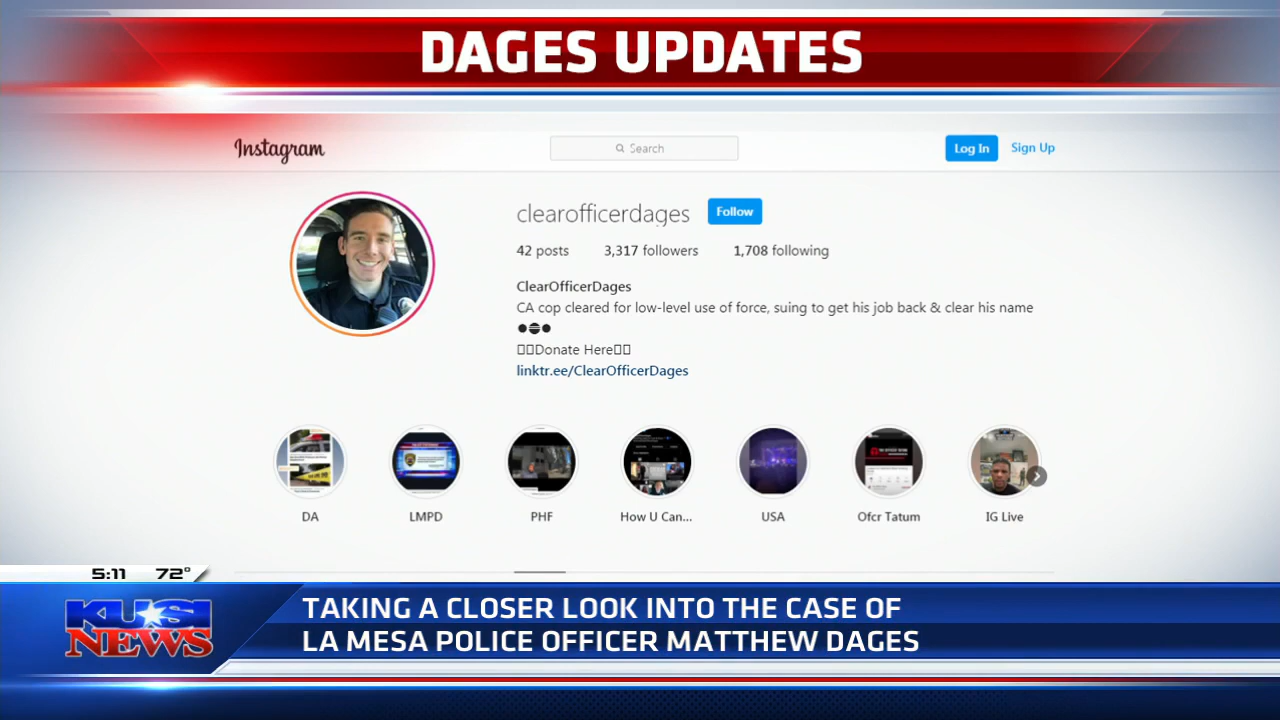 DAGES UPDATES
Instagram
Search
Log In
Sign Up
clearofficerdages
Follow
42 posts 3,317 followers 1,708 following
ClearOfficerDages
CA cop cleared for low-level use of force, suing to get his job back & clear his name
Donate Here
linktr.ee/ClearOfficerDages
DA
LMPD
PHF
How U Can...
USA
Ofcr Tatum
IG Live
5:11 72°
KUSI
NEWS
TAKING A CLOSER LOOK INTO THE CASE OF
LA MESA POLICE OFFICER MATTHEW DAGES